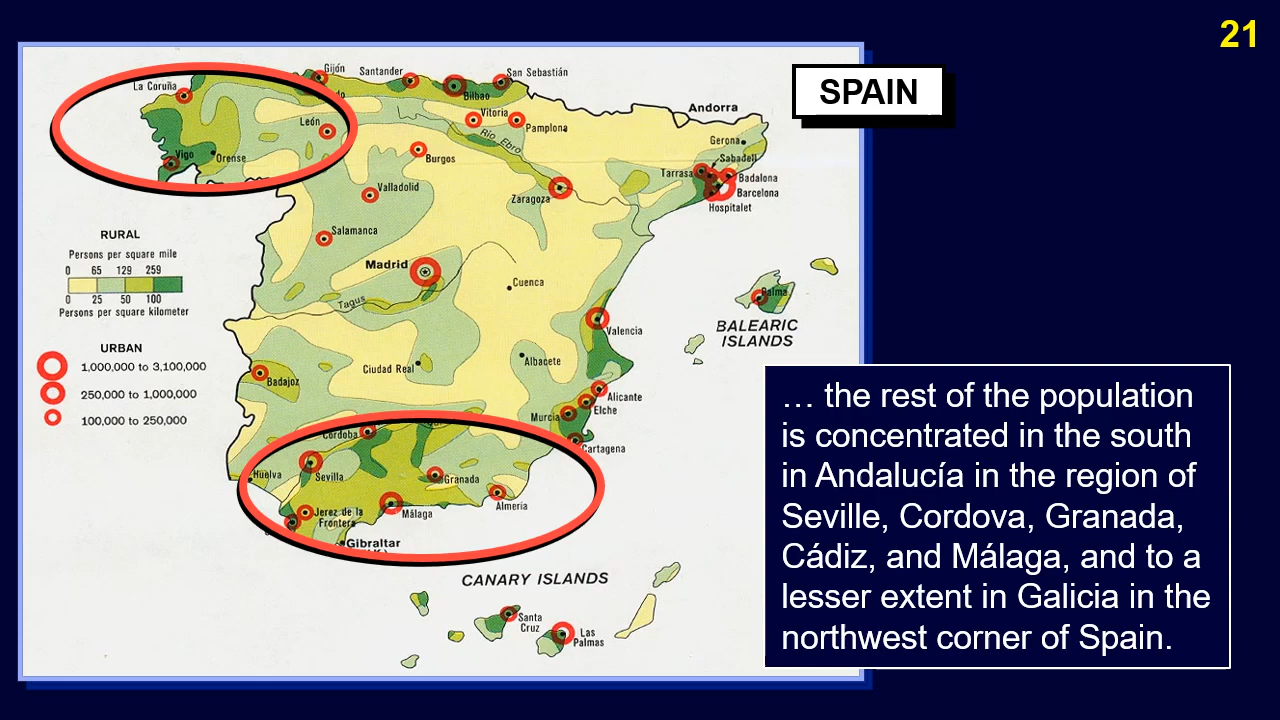 21
SPAIN
Gijón
Santander
San Sebastián
La Coruña
Bilbao
Andorra
do
León
Vitoria
Pamplona
Rio Ebro
Gerona
Sabadell
Vigo
Orense
Burgos
Tarrasa
Badalona
Barcelona
Hospitalet
Valladolid
Zaragoza
RURAL
Persons per square mile
0 65 129 259
0 25 50 100
Persons per square kilometer
Salamanca
Madrid
Cuenca
Palma
Tagus
BALEARIC
ISLANDS
Valencia
URBAN
1,000,000 to 3,100,000
250,000 to 1,000,000
100,000 to 250,000
Albacete
Ciudad Real
Badajoz
Alicante
Elche
Murcia
Cartagena
Córdoba
Huelva
Sevilla
Granada
Almería
Jerez de la
Frontera
Málaga
Gibraltar
CANARY ISLANDS
Santa
Cruz
Las
Palmas
… the rest of the population
is concentrated in the south
in Andalucía in the region of
Seville, Cordova, Granada,
Cádiz, and Málaga, and to a
lesser extent in Galicia in the
northwest corner of Spain.